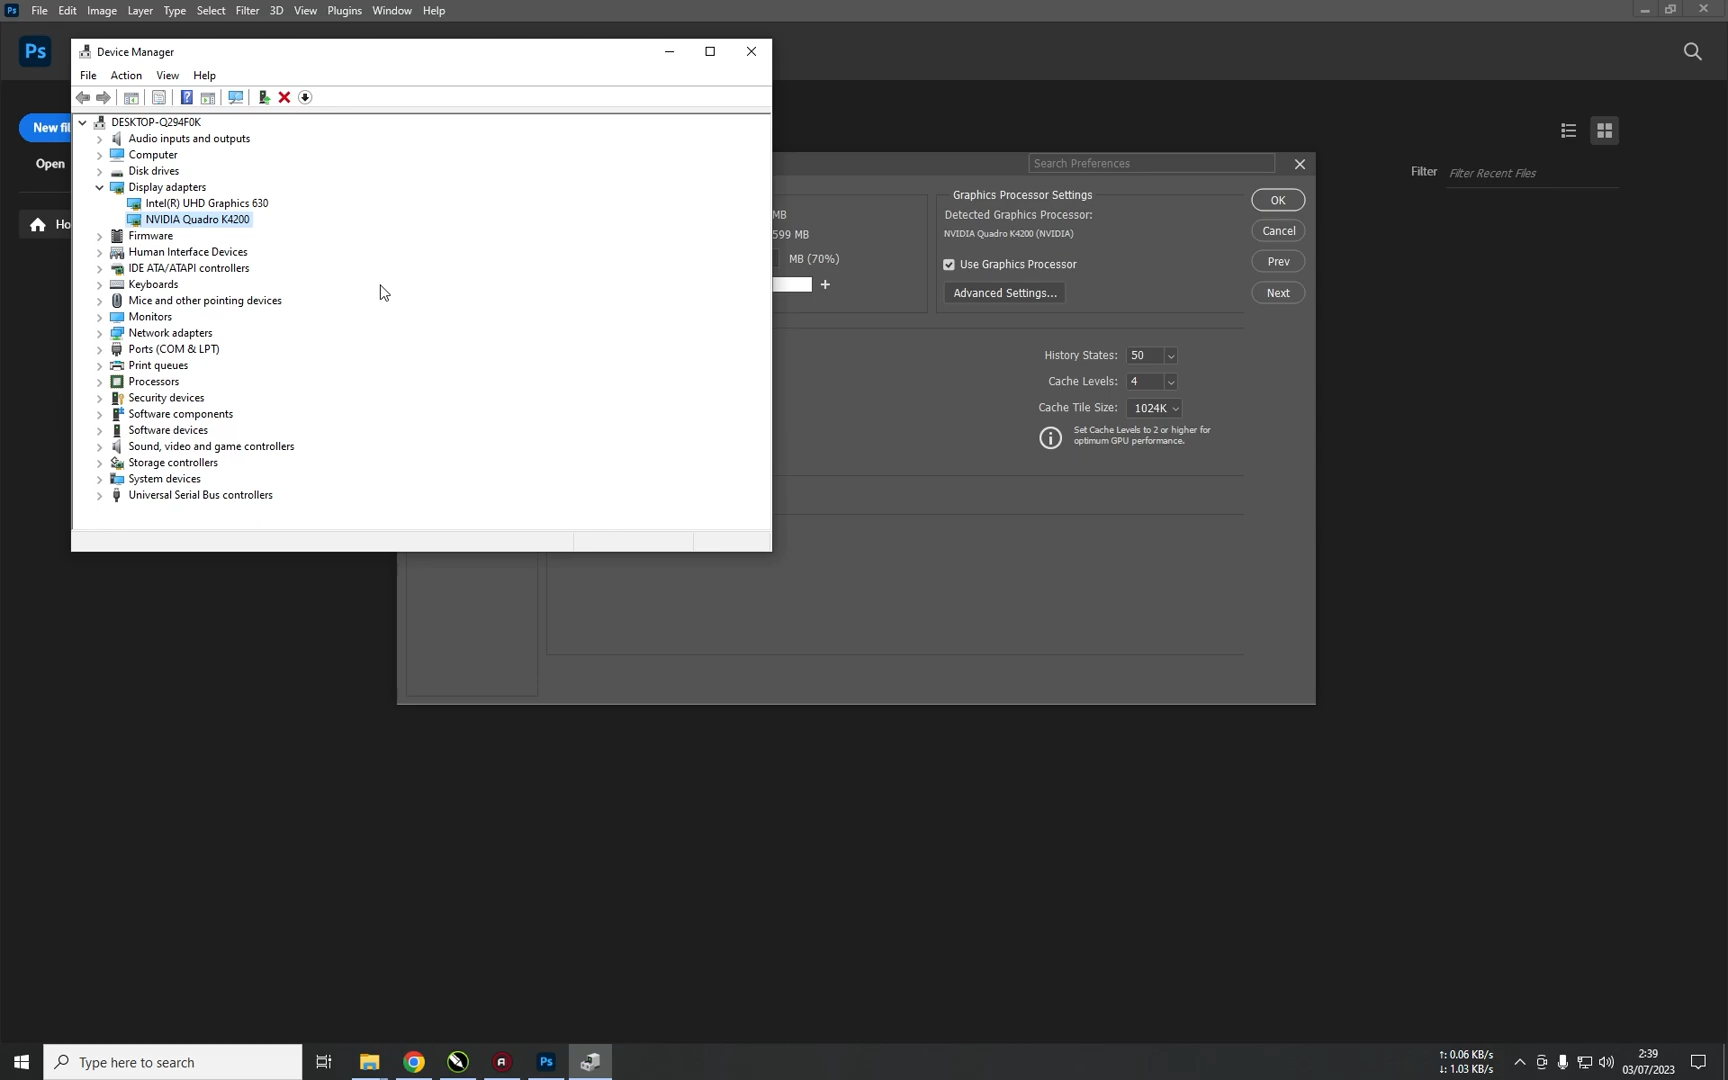 Ps File Edit Image Layer Type Select Filter 3D View Plugins Window Help
Ps
Device Manager
File Action View Help
DESKTOP-Q294F0K
Audio inputs and outputs
Computer
Disk drives
Display adapters
Intel(R) UHD Graphics 630
NVIDIA Quadro K4200
Firmware
Human Interface Devices
IDE ATA/ATAPI controllers
Keyboards
Mice and other pointing devices
Monitors
Network adapters
Ports (COM & LPT)
Print queues
Processors
Security devices
Software components
Software devices
Sound, video and game controllers
Storage controllers
System devices
Universal Serial Bus controllers
New fil
Open
Ho
Filter Filter Recent Files
Search Preferences
MB
599 MB
MB (70%)
Graphics Processor Settings
Detected Graphics Processor:
NVIDIA Quadro K4200 (NVIDIA)
Use Graphics Processor
Advanced Settings...
OK
Cancel
Prev
Next
History States: 50
Cache Levels: 4
Cache Tile Size: 1024K
Set Cache Levels to 2 or higher for
optimum GPU performance.
Type here to search
Ps
↑: 0.06 KB/s
↓: 1.03 KB/s
2:39
03/07/2023